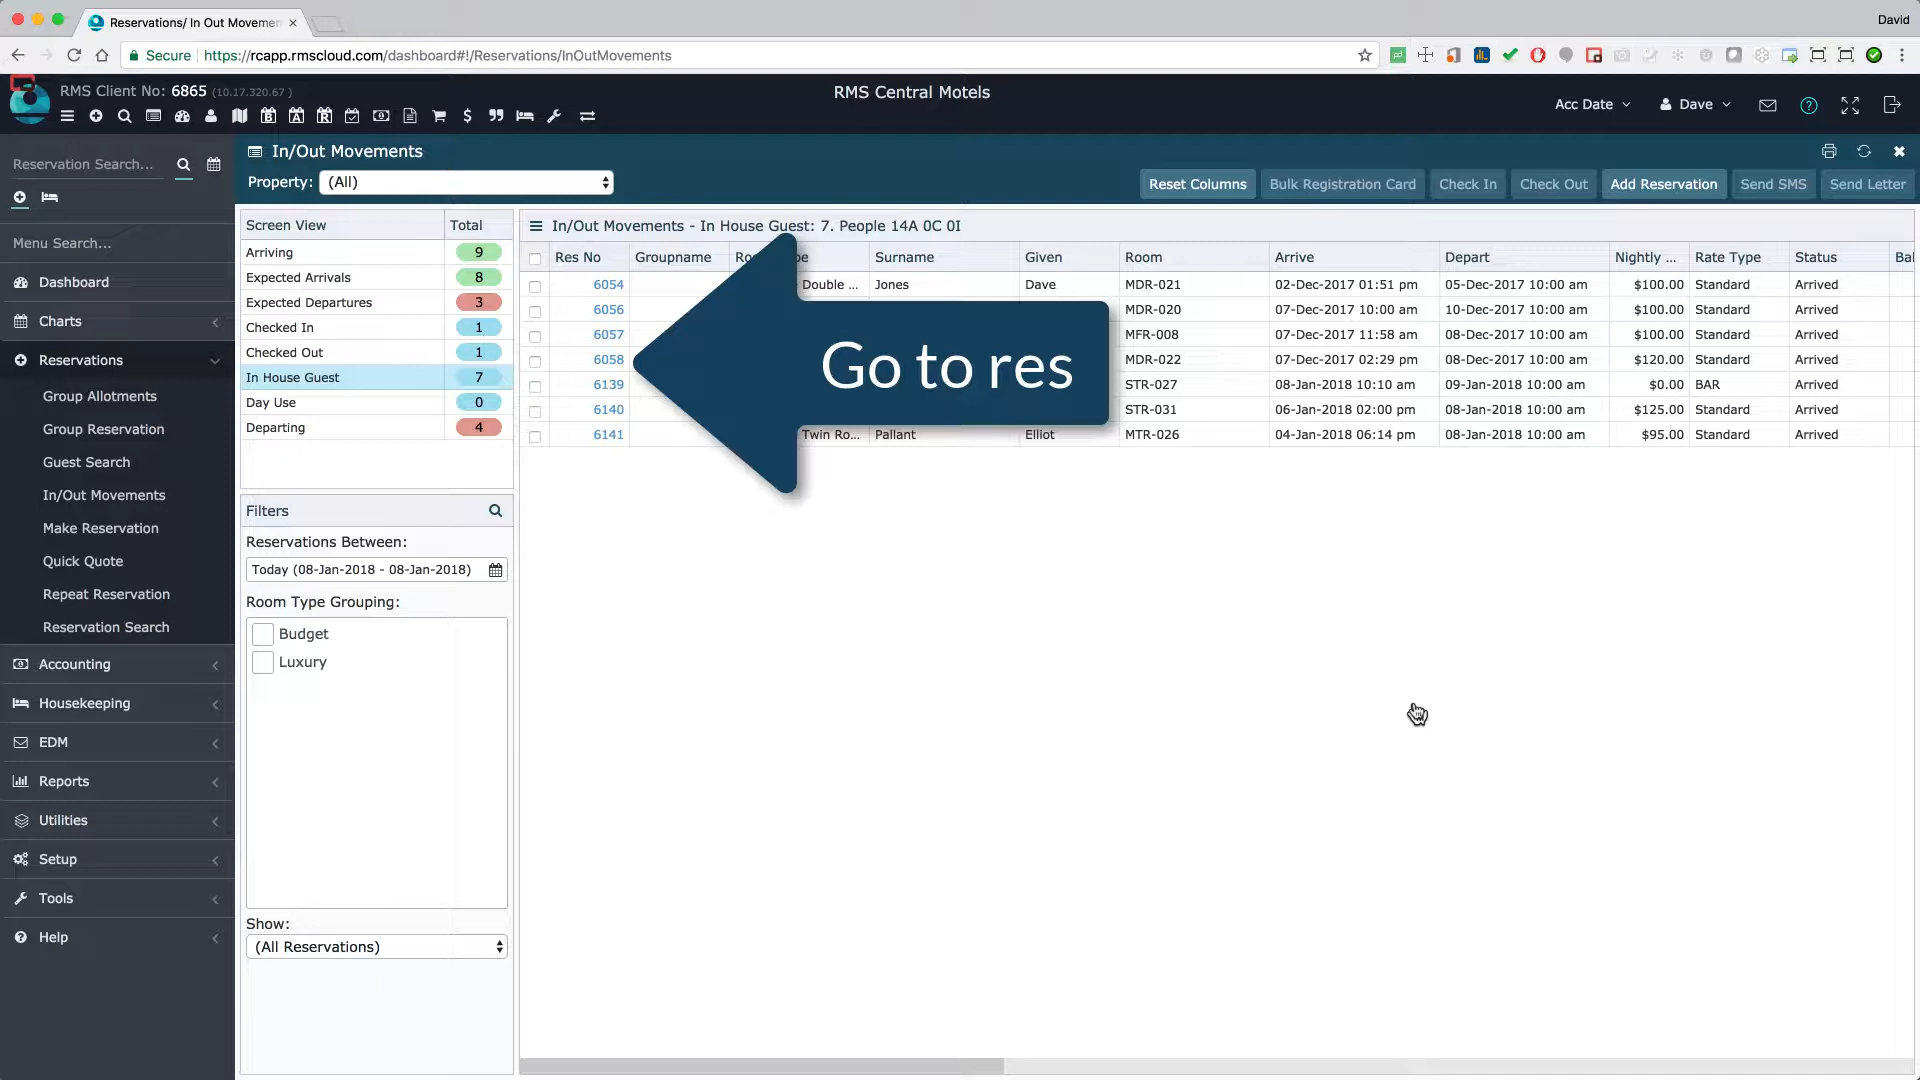 Reservations/ In Out Movemen
David
Secure
https://rcapp.rmscloud.com/dashboard#!/Reservations/InOutMovements
RMS Client No: 6865 (10.17.320.67 )
RMS Central Motels
Acc Date
Dave
Reservation Search...
In/Out Movements
Property: (All)
Reset Columns
Bulk Registration Card
Check In
Check Out
Add Reservation
Send SMS
Send Letter
Menu Search...
Dashboard
Charts
Reservations
Group Allotments
Group Reservation
Guest Search
In/Out Movements
Make Reservation
Quick Quote
Repeat Reservation
Reservation Search
Accounting
Housekeeping
EDM
Reports
Utilities
Setup
Tools
Help
Screen View Total
Arriving 9
Expected Arrivals 8
Expected Departures 3
Checked In 1
Checked Out 1
In House Guest 7
Day Use 0
Departing 4
Filters
Reservations Between:
Today (08-Jan-2018 - 08-Jan-2018)
Room Type Grouping:
Budget
Luxury
Show:
(All Reservations)
In/Out Movements - In House Guest: 7. People 14A 0C 0I
Res No Groupname Surname Given Room Arrive Depart Nightly ... Rate Type Status Bal
6054 Double ... Jones Dave MDR-021 02-Dec-2017 01:51 pm 05-Dec-2017 10:00 am $100.00 Standard Arrived
6056 MDR-020 07-Dec-2017 10:00 am 10-Dec-2017 10:00 am $100.00 Standard Arrived
6057 MFR-008 07-Dec-2017 11:58 am 08-Dec-2017 10:00 am $100.00 Standard Arrived
6058 MDR-022 07-Dec-2017 02:29 pm 08-Dec-2017 10:00 am $120.00 Standard Arrived
6139 STR-027 08-Jan-2018 10:10 am 09-Jan-2018 10:00 am $0.00 BAR Arrived
6140 STR-031 06-Jan-2018 02:00 pm 08-Jan-2018 10:00 am $125.00 Standard Arrived
6141 Twin Ro... Pallant Elliot MTR-026 04-Jan-2018 06:14 pm 08-Jan-2018 10:00 am $95.00 Standard Arrived
Go to res